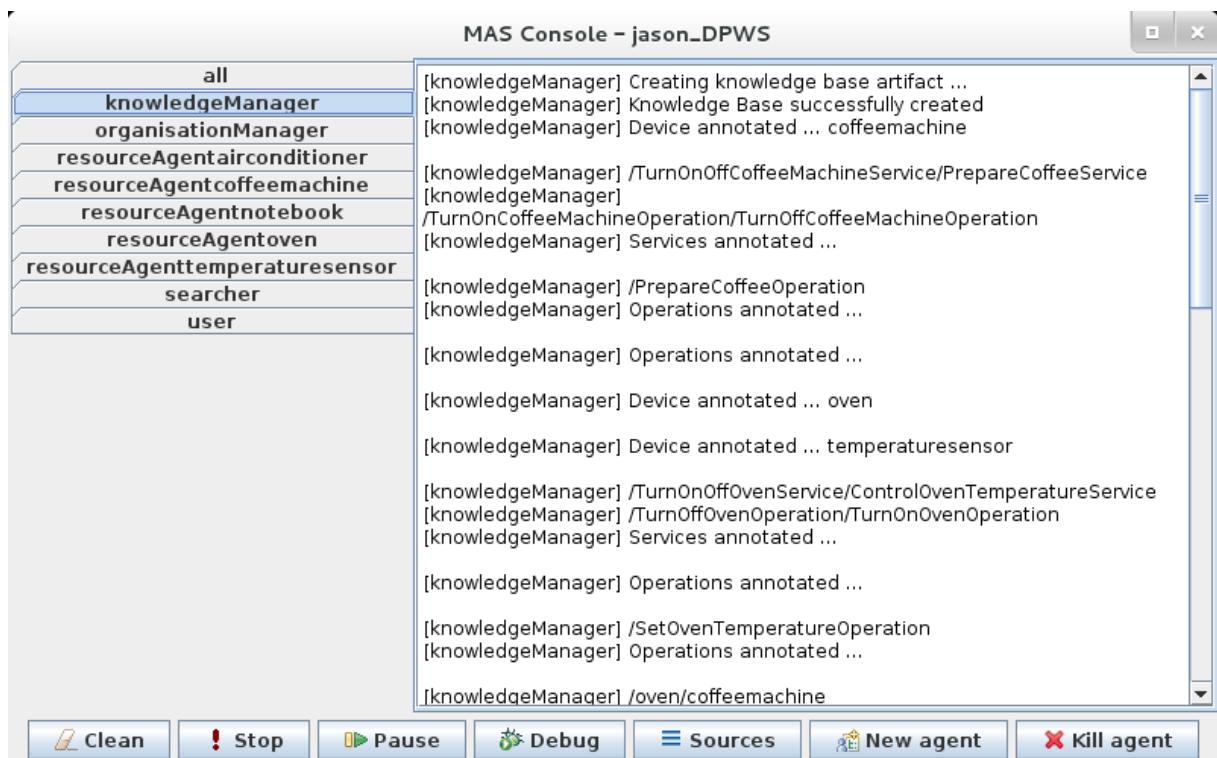 MAS Console – jason_DPWS
all
knowledgeManager
organisationManager
resourceAgentairconditioner
resourceAgentcoffeemachine
resourceAgentnotebook
resourceAgentoven
resourceAgenttemperaturesensor
searcher
user
[knowledgeManager] Creating knowledge base artifact ...
[knowledgeManager] Knowledge Base successfully created
[knowledgeManager] Device annotated ... coffeemachine
[knowledgeManager] /TurnOnOffCoffeeMachineService/PrepareCoffeeService
[knowledgeManager]
/TurnOnCoffeeMachineOperation/TurnOffCoffeeMachineOperation
[knowledgeManager] Services annotated ...
[knowledgeManager] /PrepareCoffeeOperation
[knowledgeManager] Operations annotated ...
[knowledgeManager] Operations annotated ...
[knowledgeManager] Device annotated ... oven
[knowledgeManager] Device annotated ... temperaturesensor
[knowledgeManager] /TurnOnOffOvenService/ControlOvenTemperatureService
[knowledgeManager] /TurnOffOvenOperation/TurnOnOvenOperation
[knowledgeManager] Services annotated ...
[knowledgeManager] Operations annotated ...
[knowledgeManager] /SetOvenTemperatureOperation
[knowledgeManager] Operations annotated ...
[knowledgeManager] /oven/coffeemachine
Clean Stop Pause Debug Sources New agent Kill agent